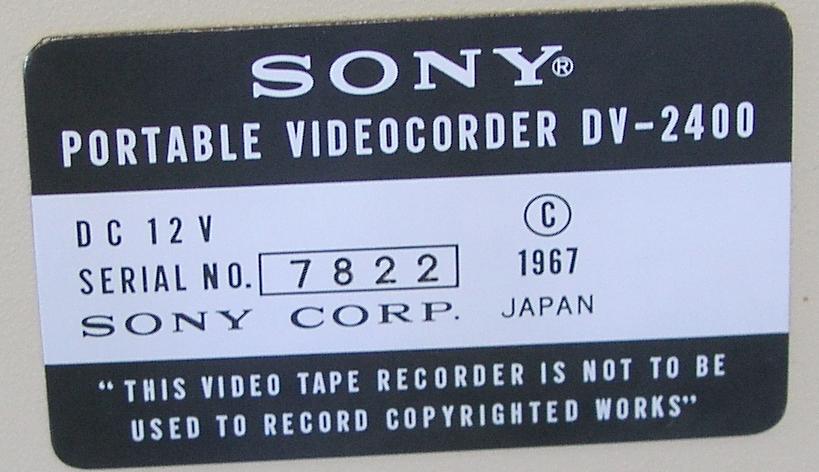 SONY®
PORTABLE VIDEOCORDER DV-2400
DC 12V
SERIAL NO. 7822
SONY CORP.
©
1967
JAPAN
“THIS VIDEO TAPE RECORDER IS NOT TO BE
USED TO RECORD COPYRIGHTED WORKS”